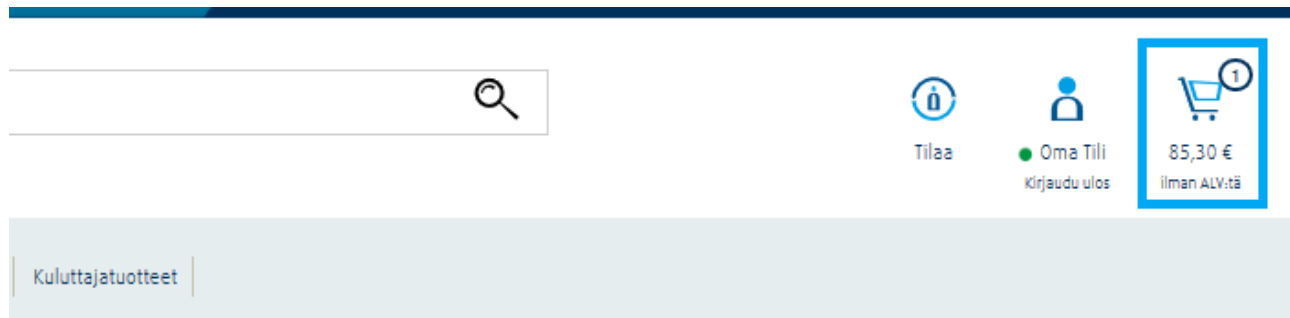 1
Tilaa
Oma Tili
85,30 €
Kirjaudu ulos
ilman ALV:tä
Kuluttajatuotteet